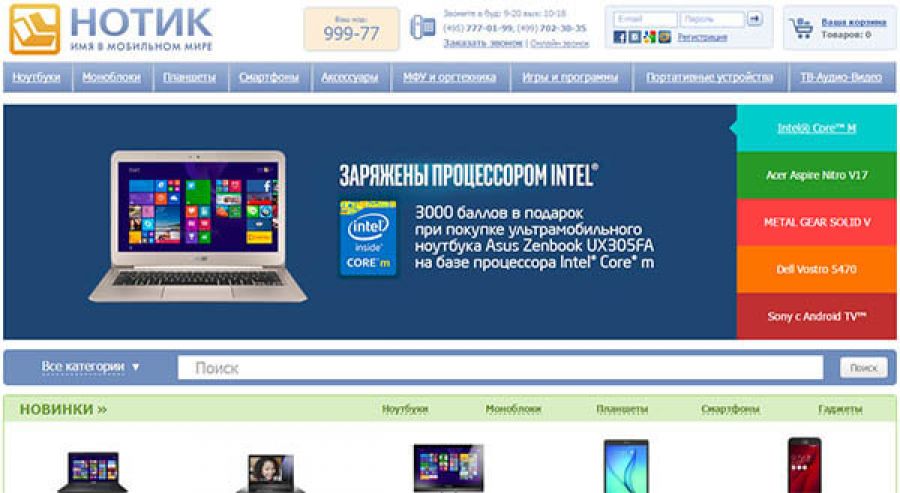 НОТИК
ИМЯ В МОБИЛЬНОМ МИРЕ
Ваш код:
999-77
Звоните в буд: 9-20 вых: 10-18
(495) 777-01-99, (499) 702-30-35
Заказать звонок | Онлайн-звонок
E-mail
Пароль
Регистрация
Ваша корзина
Товаров: 0
Ноутбуки
Моноблоки
Планшеты
Смартфоны
Аксессуары
МФУ и оргтехника
Игры и программы
Портативные устройства
ТВ-Аудио-Видео
ЗАРЯЖЕНЫ ПРОЦЕССОРОМ INTEL®
intel
inside™
CORE™ m
3000 баллов в подарок
при покупке ультрамобильного
ноутбука Asus Zenbook UX305FA
на базе процессора Intel® Core™ m
Intel® Core™ M
Acer Aspire Nitro V17
METAL GEAR SOLID V
Dell Vostro 5470
Sony с Android TV™
Все категории ▼
Поиск
Поиск
НОВИНКИ »
Ноутбуки
Моноблоки
Планшеты
Смартфоны
Гаджеты